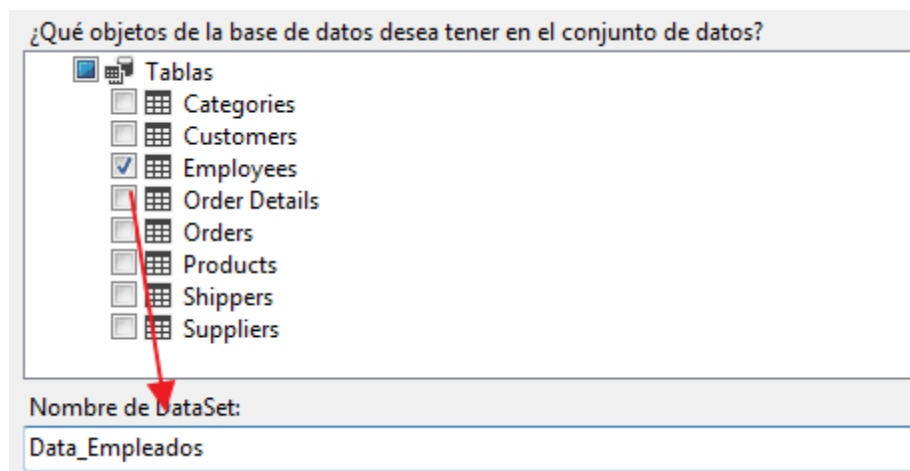 ¿Qué objetos de la base de datos desea tener en el conjunto de datos?
Tablas
Categories
Customers
Employees
Order Details
Orders
Products
Shippers
Suppliers
Nombre de DataSet:
Data_Empleados